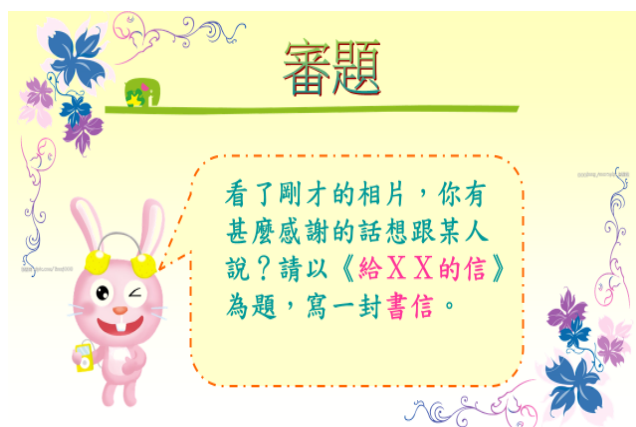 審題
看了剛才的相片，你有
甚麼感謝的話想跟某人
說？請以《給ＸＸ的信》
為題，寫一封書信。